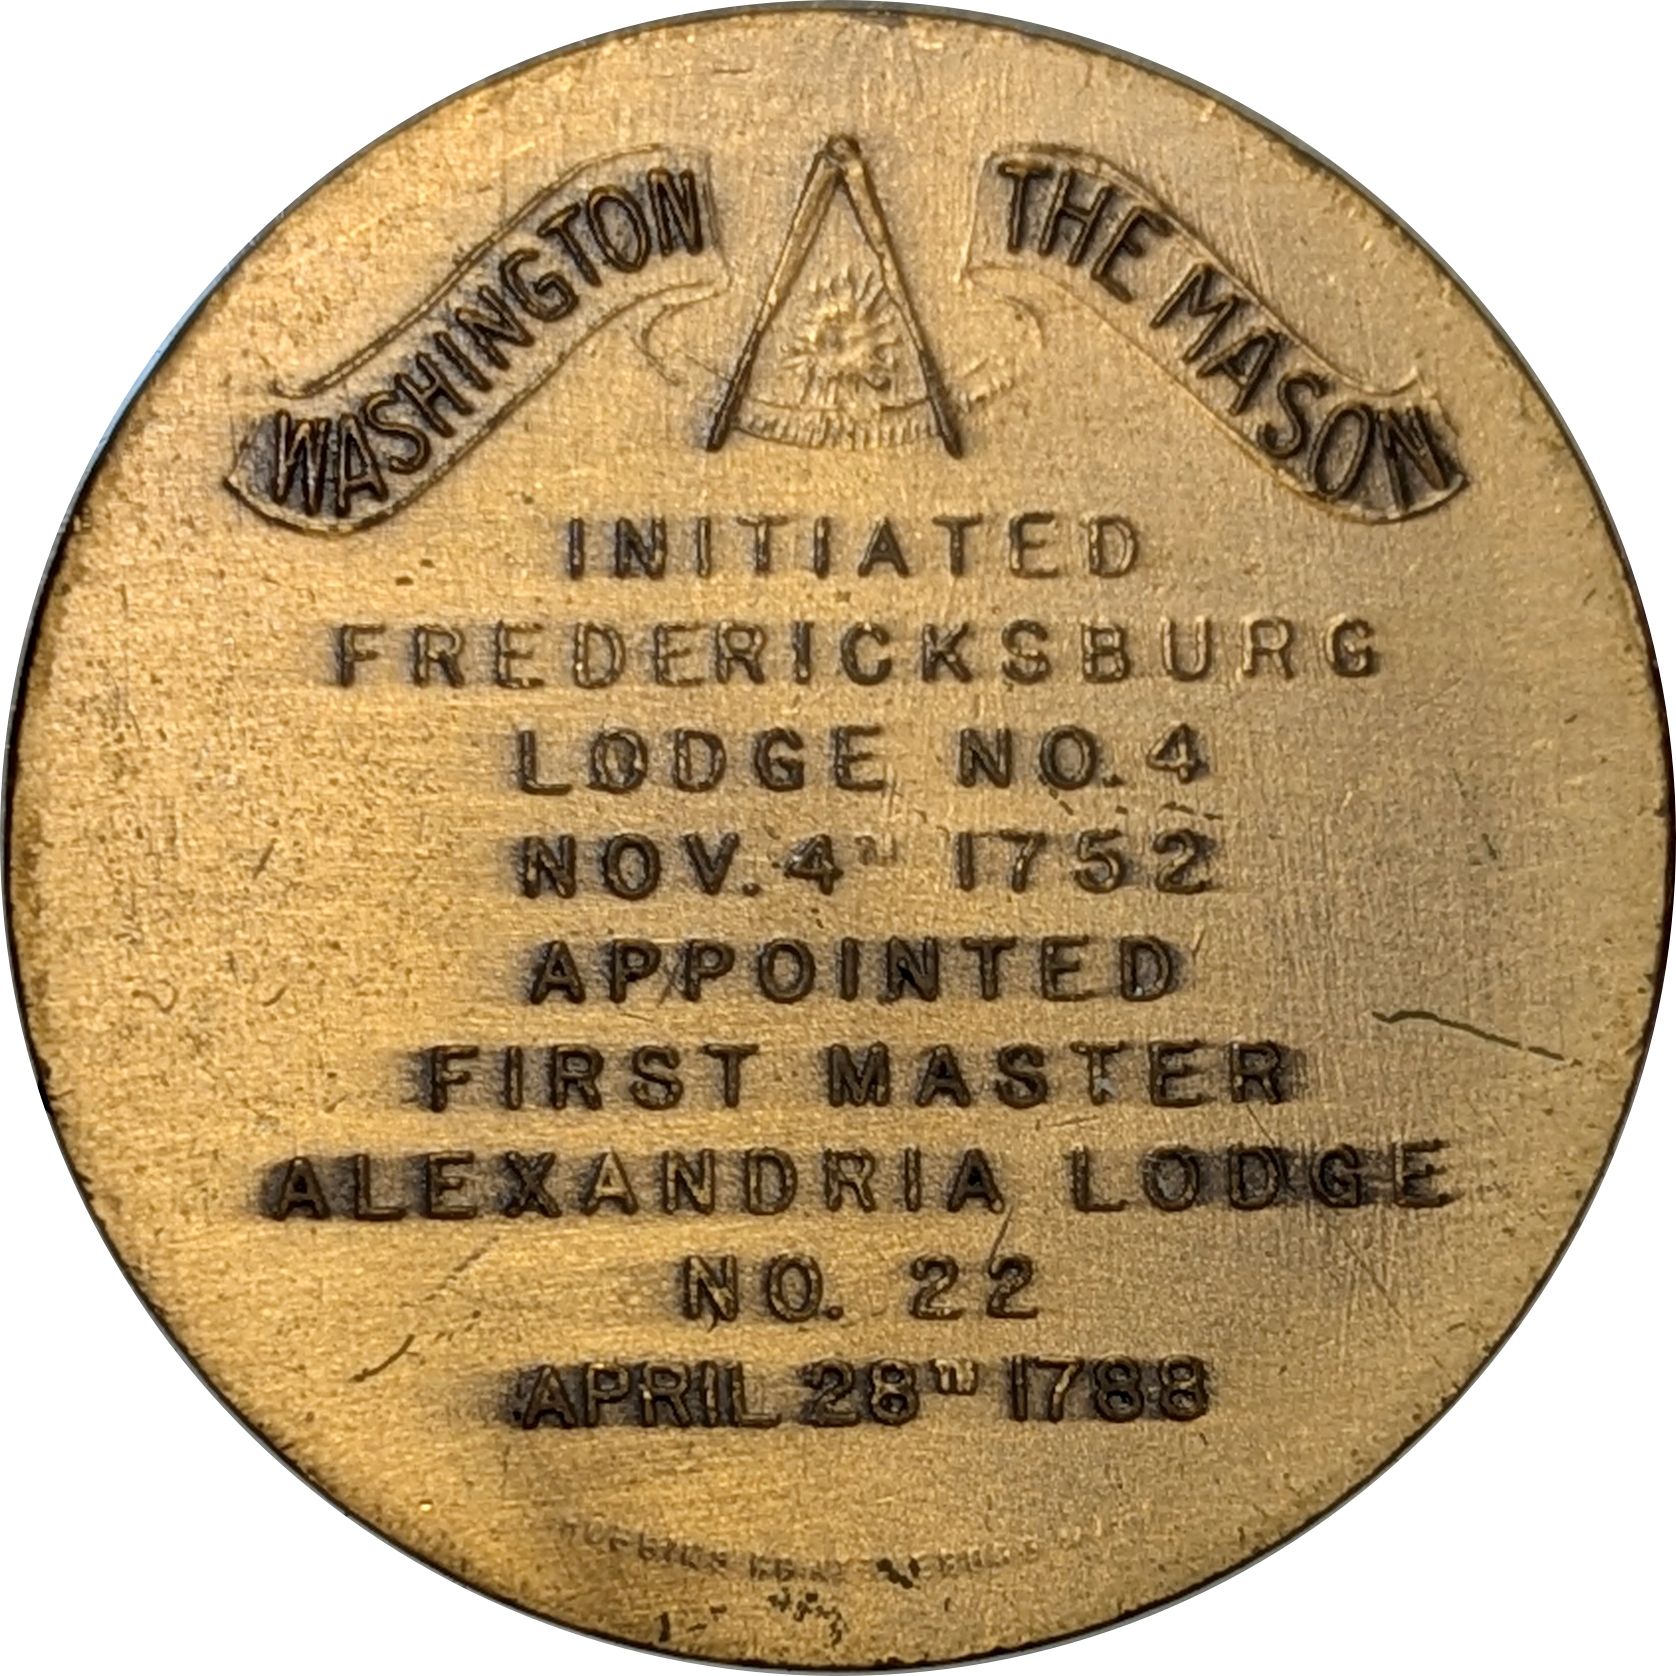 WASHINGTON THE MASON
INITIATED
FREDERICKSBURG
LODGE NO. 4
NOV. 4TH 1752
APPOINTED
FIRST MASTER
ALEXANDRIA LODGE
NO. 22
APRIL 28TH 1788